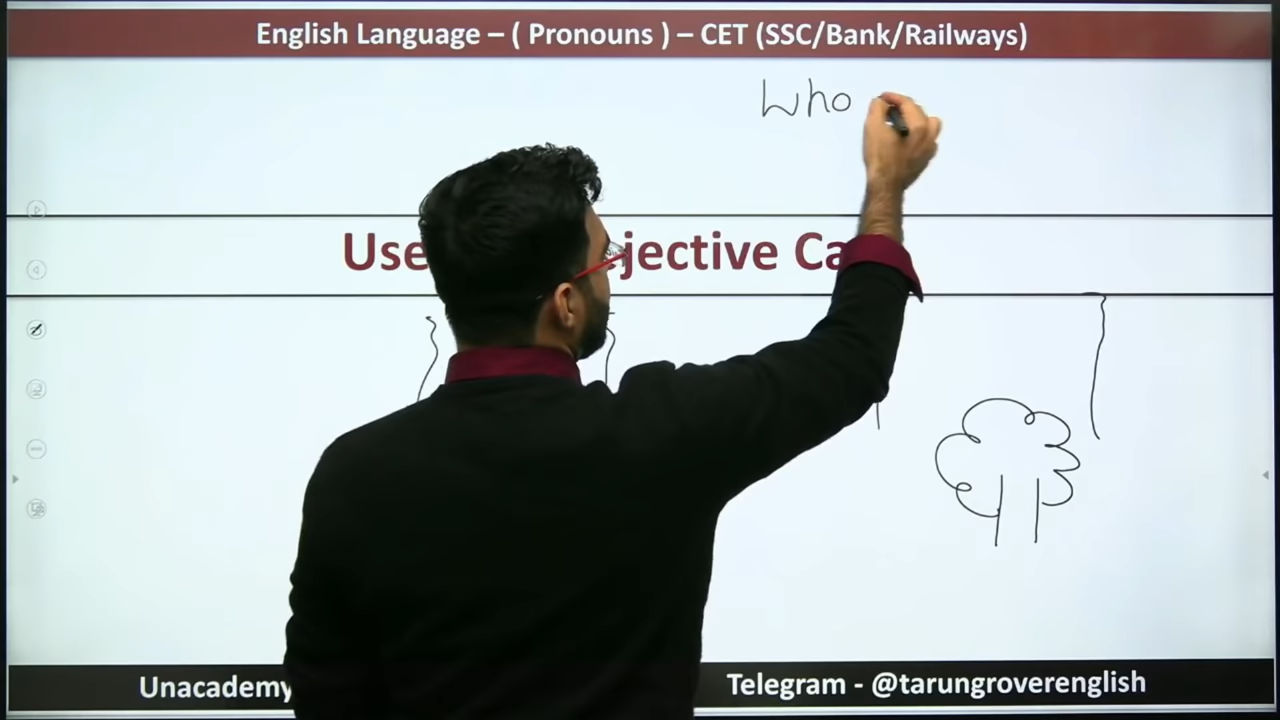 English Language – ( Pronouns ) – CET (SSC/Bank/Railways)
Who
Use jective Ca
Unacademy
Telegram - @tarungroverenglish